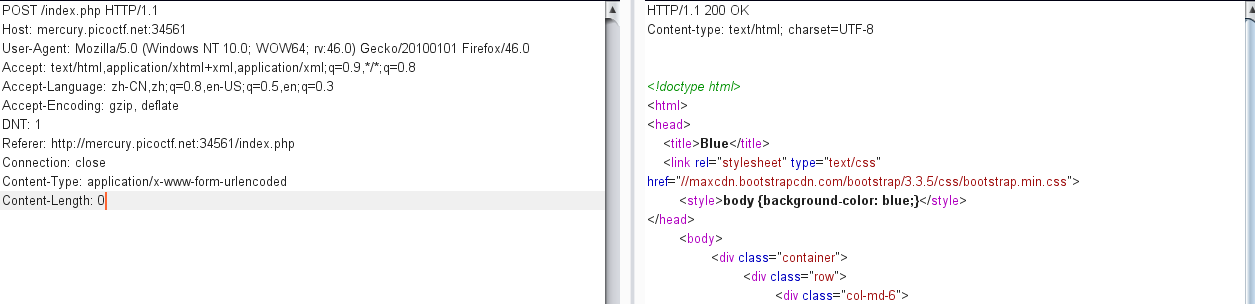 POST /index.php HTTP/1.1
Host: mercury.picoctf.net:34561
User-Agent: Mozilla/5.0 (Windows NT 10.0; WOW64; rv:46.0) Gecko/20100101 Firefox/46.0
Accept: text/html,application/xhtml+xml,application/xml;q=0.9,*/*;q=0.8
Accept-Language: zh-CN,zh;q=0.8,en-US;q=0.5,en;q=0.3
Accept-Encoding: gzip, deflate
DNT: 1
Referer: http://mercury.picoctf.net:34561/index.php
Connection: close
Content-Type: application/x-www-form-urlencoded
Content-Length: 0
HTTP/1.1 200 OK
Content-type: text/html; charset=UTF-8
<!doctype html>
<html>
<head>
<title>Blue</title>
<link rel="stylesheet" type="text/css"
href="//maxcdn.bootstrapcdn.com/bootstrap/3.3.5/css/bootstrap.min.css">
<style>body {background-color: blue;}</style>
</head>
<body>
<div class="container">
<div class="row">
<div class="col-md-6">